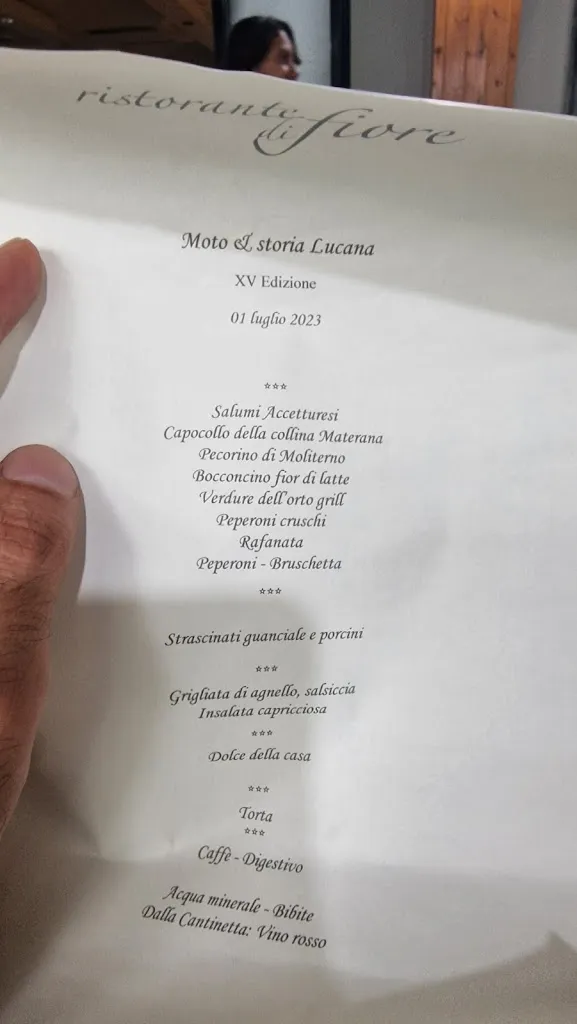 ristorante
di fiore
Moto & storia Lucana
XV Edizione
01 luglio 2023
***
Salumi Accetturesi
Capocollo della collina Materana
Pecorino di Moliterno
Bocconcino fior di latte
Verdure dell'orto grill
Peperoni cruschi
Rafanata
Peperoni - Bruschetta
***
Strascinati guanciale e porcini
***
Grigliata di agnello, salsiccia
Insalata capricciosa
***
Dolce della casa
***
Torta
***
Caffè - Digestivo
Acqua minerale - Bibite
Dalla Cantinetta: Vino rosso